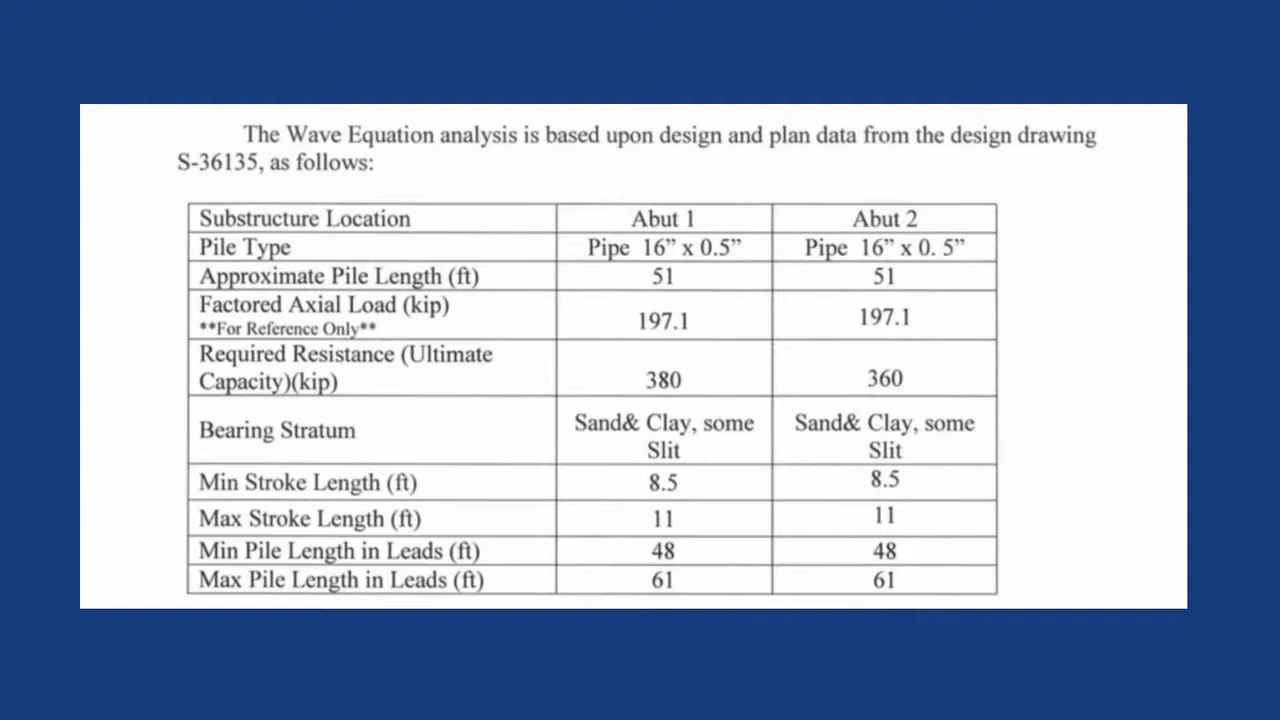 The Wave Equation analysis is based upon design and plan data from the design drawing
S-36135, as follows:
Substructure Location Abut 1 Abut 2
Pile Type Pipe 16” x 0.5” Pipe 16” x 0. 5”
Approximate Pile Length (ft) 51 51
Factored Axial Load (kip)
**For Reference Only** 197.1 197.1
Required Resistance (Ultimate
Capacity)(kip) 380 360
Bearing Stratum Sand& Clay, some Sand& Clay, some
Slit Slit
Min Stroke Length (ft) 8.5 8.5
Max Stroke Length (ft) 11 11
Min Pile Length in Leads (ft) 48 48
Max Pile Length in Leads (ft) 61 61